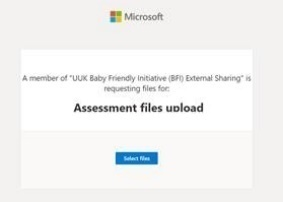 Microsoft
A member of "UUK Baby Friendly Initiative (BFI) External Sharing" is
requesting files for:
Assessment files upload
Select files